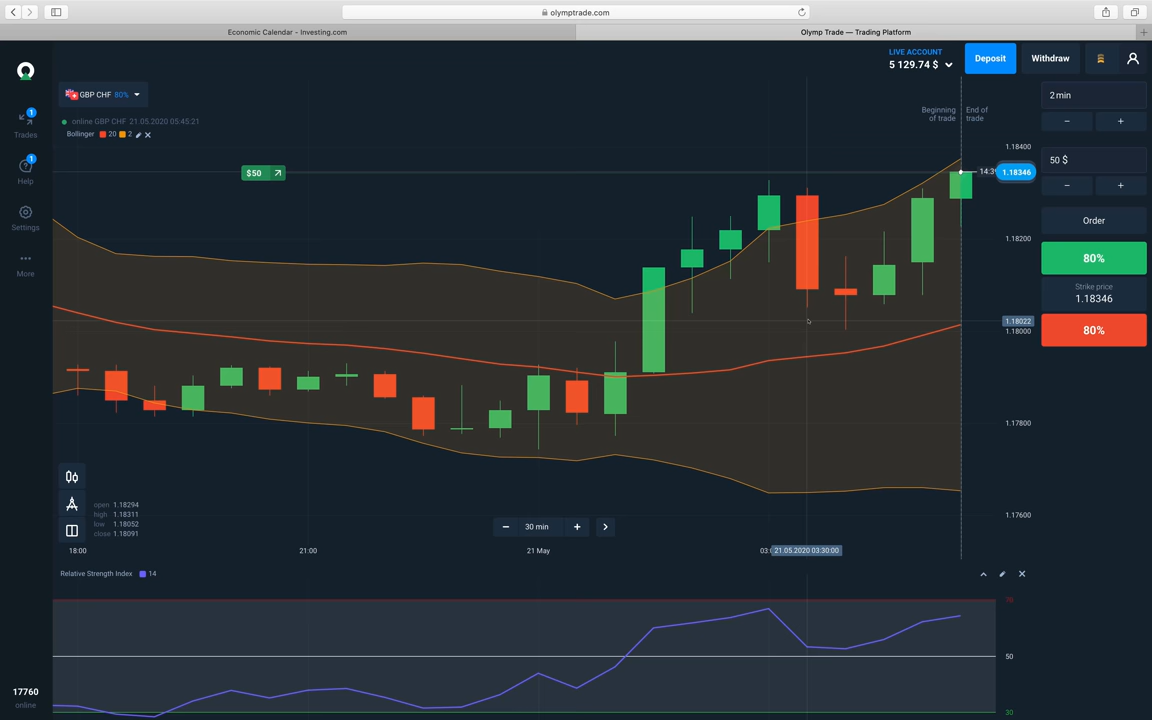 olymptrade.com
Economic Calendar - Investing.com
Olymp Trade — Trading Platform
LIVE ACCOUNT
5 129.74 $
Deposit
Withdraw
GBP CHF 80%
online GBP CHF 21.05.2020 05:45:21
Bollinger 20 2
1
Trades
1
Help
Settings
More
17760
online
$50
Beginning
of trade
End of
trade
1.18400
1.18346
1.18200
1.18022
1.18000
1.17800
1.17600
2 min
50 $
Order
80%
Strike price
1.18346
80%
open 1.18294
high 1.18311
low 1.18052
close 1.18091
30 min
18:00
21:00
21 May
21.05.2020 03:30:00
Relative Strength Index 14
70
50
30